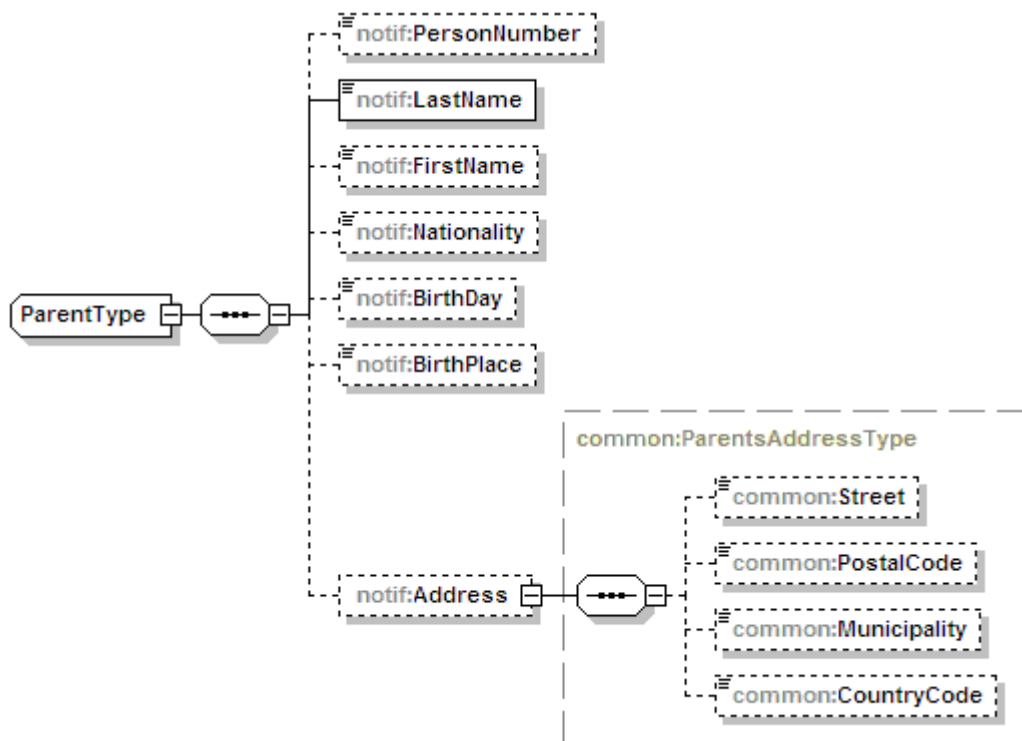 notif:PersonNumber
notif:LastName
notif:FirstName
notif:Nationality
notif:BirthDay
ParentType
notif:BirthPlace
common:ParentsAddressType
common:Street
common:PostalCode
notif:Address
common:Municipality
common:CountryCode